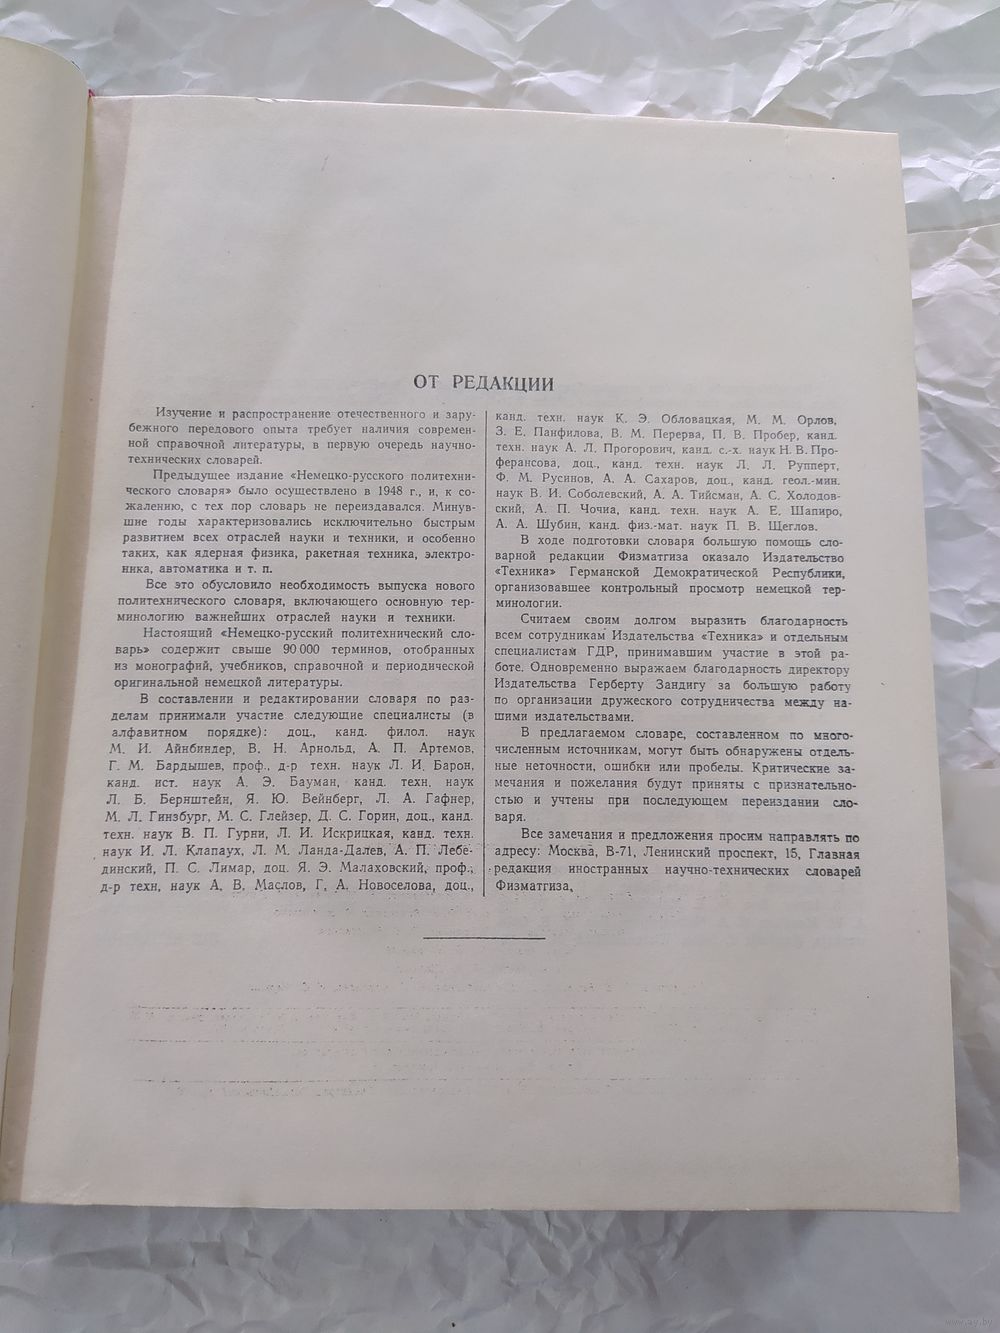 ОТ РЕДАКЦИИ
Изучение и распространение отечественного и зару-
бежного передового опыта требует наличия современ-
ной справочной литературы, в первую очередь научно-
технических словарей.
Предыдущее издание «Немецко-русского политехни-
ческого словаря» было осуществлено в 1948 г., и, к со-
жалению, с тех пор словарь не переиздавался. Минув-
шие годы характеризовались исключительно быстрым
развитием всех отраслей науки и техники, и особенно
таких, как ядерная физика, ракетная техника, электро-
ника, автоматика и т. п.
Все это обусловило необходимость выпуска нового
политехнического словаря, включающего основную тер-
минологию важнейших отраслей науки и техники.
Настоящий «Немецко-русский политехнический сло-
варь» содержит свыше 90 000 терминов, отобранных
из монографий, учебников, справочной и периодической
оригинальной немецкой литературы.
В составлении и редактировании словаря по раз-
делам принимали участие следующие специалисты (в
алфавитном порядке): доц., канд. филол. наук
М. И. Айнбиндер, В. Н. Арнольд, А. П. Артемов,
Г. М. Бардышев, проф., д-р техн. наук Л. И. Барон,
канд. ист. наук А. Э. Бауман, канд. техн. наук
Л. Б. Бернштейн, Я. Ю. Вейнберг, Л. А. Гафнер,
М. Л. Гинзбург, М. С. Глейзер, Д. С. Горин, доц., канд.
техн. наук В. П. Гурни, Л. И. Искрицкая, канд. техн.
наук И. Л. Клапаух, Л. М. Ланда-Далев, А. П. Лебе-
динский, П. С. Лимар, доц. Я. Э. Малаховский, проф.,
д-р техн. наук А. В. Маслов, Г. А. Новоселова, доц.,
канд. техн. наук К. Э. Обловацкая, М. М. Орлов,
З. Е. Панфилова, В. М. Перерва, П. В. Пробер, канд.
техн. наук А. Л. Прогорович, канд. с.-х. наук Н. В. Про-
ферансова, доц., канд. техн. наук Л. Л. Рупперт,
Ф. М. Русинов, А. А. Сахаров, доц., канд. геол.-мин.
наук В. И. Соболевский, А. А. Тийсман, А. С. Холодов-
ский, А. П. Чочиа, канд. техн. наук А. Е. Шапиро,
А. А. Шубин, канд. физ.-мат. наук П. В. Щеглов.
В ходе подготовки словаря большую помощь сло-
варной редакции Физматгиза оказало Издательство
«Техника» Германской Демократической Республики,
организовавшее контрольный просмотр немецкой тер-
минологии.
Считаем своим долгом выразить благодарность
всем сотрудникам Издательства «Техника» и отдельным
специалистам ГДР, принимавшим участие в этой ра-
боте. Одновременно выражаем благодарность директору
Издательства Герберту Зандигу за большую работу
по организации дружеского сотрудничества между на-
шими издательствами.
В предлагаемом словаре, составленном по много-
численным источникам, могут быть обнаружены отдель-
ные неточности, ошибки или пробелы. Критические за-
мечания и пожелания будут приняты с признательно-
стью и учтены при последующем переиздании сло-
варя.
Все замечания и предложения просим направлять по
адресу: Москва, В-71, Ленинский проспект, 15, Главная
редакция иностранных научно-технических словарей
Физматгиза.
www.ay.by